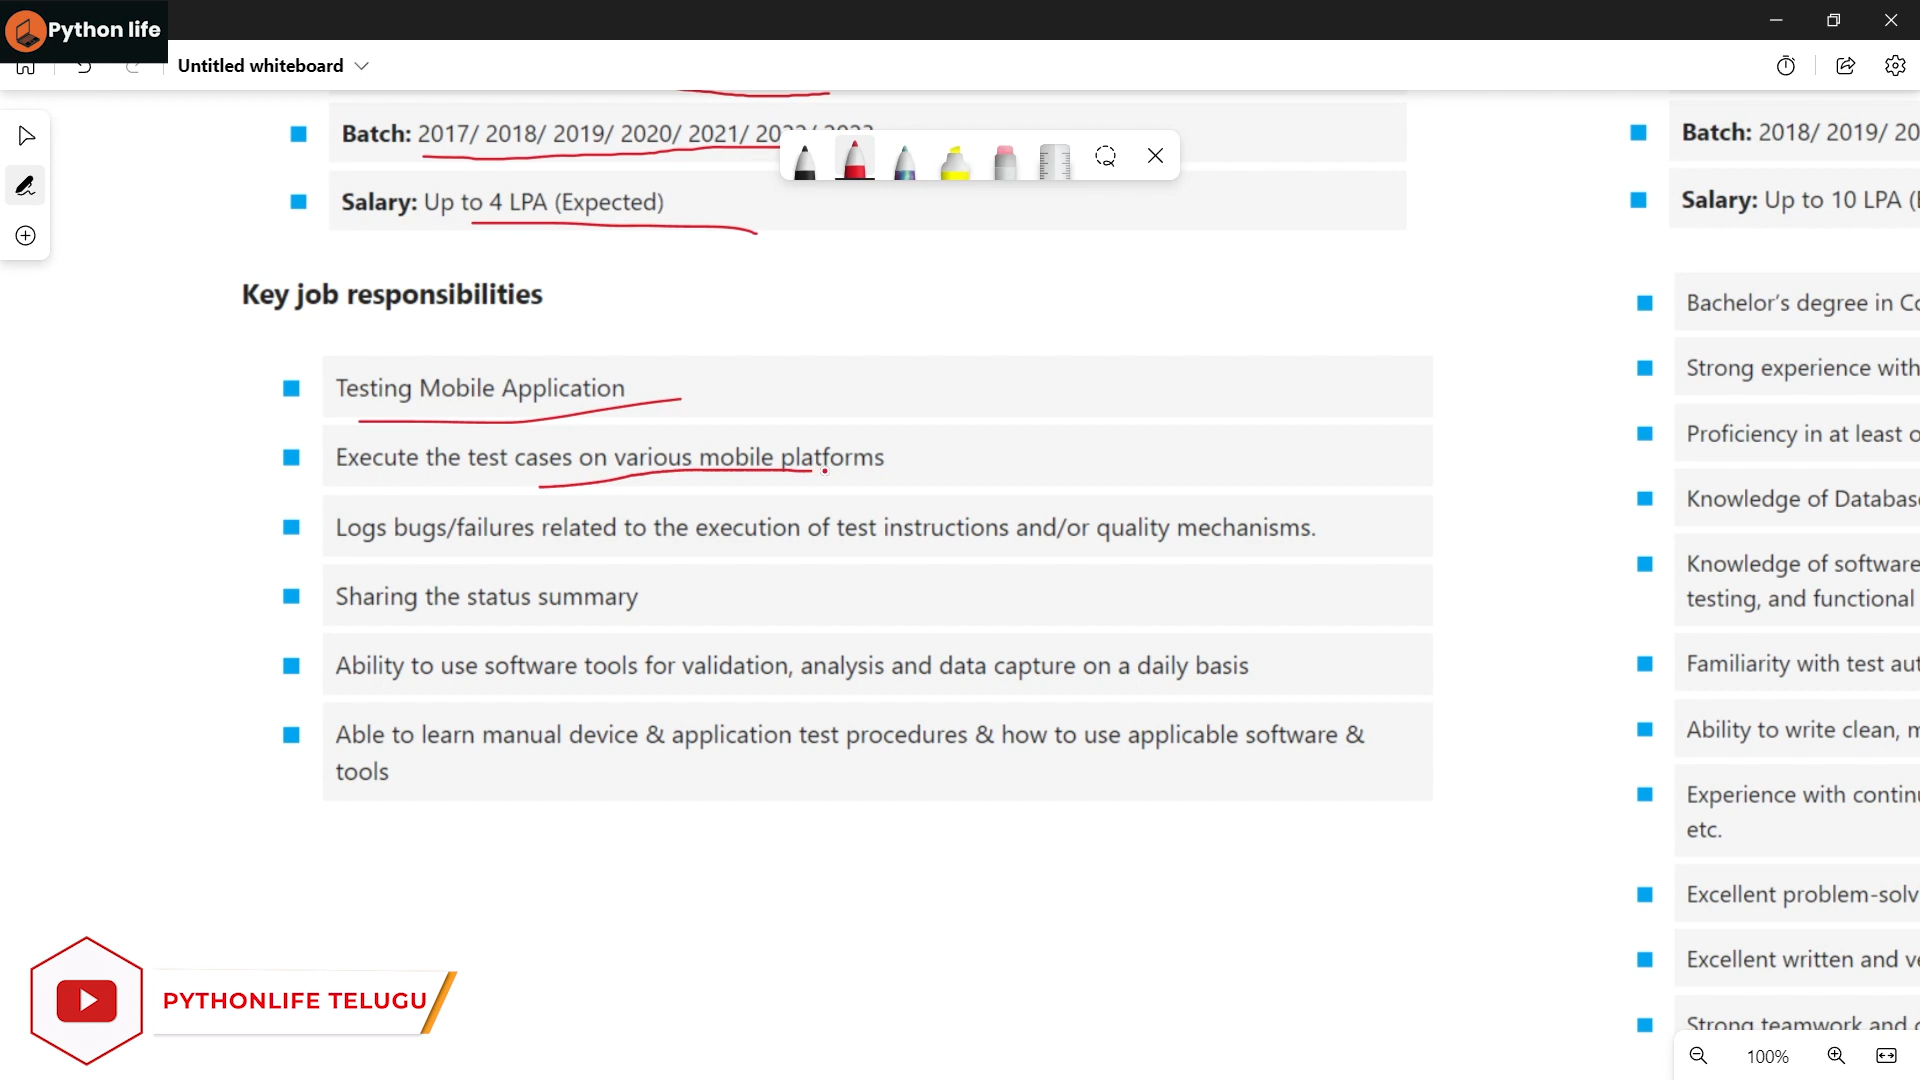 Python life
Untitled whiteboard
Batch: 2017/ 2018/ 2019/ 2020/ 2021/
Salary: Up to 4 LPA (Expected)
Key job responsibilities
Testing Mobile Application
Execute the test cases on various mobile platforms
Logs bugs/failures related to the execution of test instructions and/or quality mechanisms.
Sharing the status summary
Ability to use software tools for validation, analysis and data capture on a daily basis
Able to learn manual device & application test procedures & how to use applicable software &
tools
Batch: 2018/ 2019/ 20
Salary: Up to 10 LPA (
Bachelor's degree in
Strong experience with
Proficiency in at least
Knowledge of
Knowledge of software
testing, and functional
Familiarity with test
Ability to write clean,
Experience with
etc.
Excellent
Excellent written and
Strong teamwork and
PYTHONLIFE TELUGU
100%